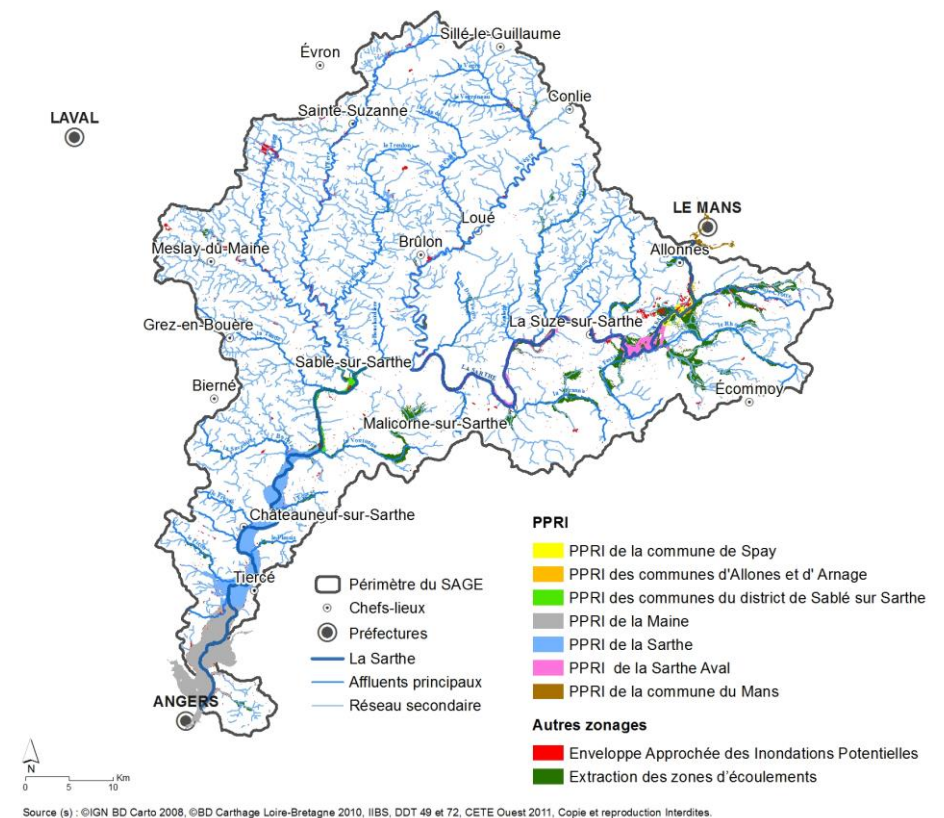 Sillé-le-Guillaume
Évron
Conlie
LAVAL
Sainte-Suzanne
LE MANS
Loué
Meslay-du-Maine
Brûlon
Allonnes
Grez-en-Bouère
La Suze-sur-Sarthe
Sablé-sur-Sarthe
LA SARTHE
Bierné
Écommoy
Malicorne-sur-Sarthe
Châteauneuf-sur-Sarthe
Tiercé
ANGERS
Périmètre du SAGE
Chefs-lieux
Préfectures
La Sarthe
Affluents principaux
Réseau secondaire
PPRI
PPRI de la commune de Spay
PPRI des communes d'Allones et d' Arnage
PPRI des communes du district de Sablé sur Sarthe
PPRI de la Maine
PPRI de la Sarthe
PPRI de la Sarthe Aval
PPRI de la commune du Mans
Autres zonages
Enveloppe Approchée des Inondations Potentielles
Extraction des zones d'écoulements
N
0 5 10 Km
Source (s) : ©IGN BD Carto 2008, ©BD Carthage Loire-Bretagne 2010, IIBS, DDT 49 et 72, CETE Ouest 2011, Copie et reproduction Interdites.